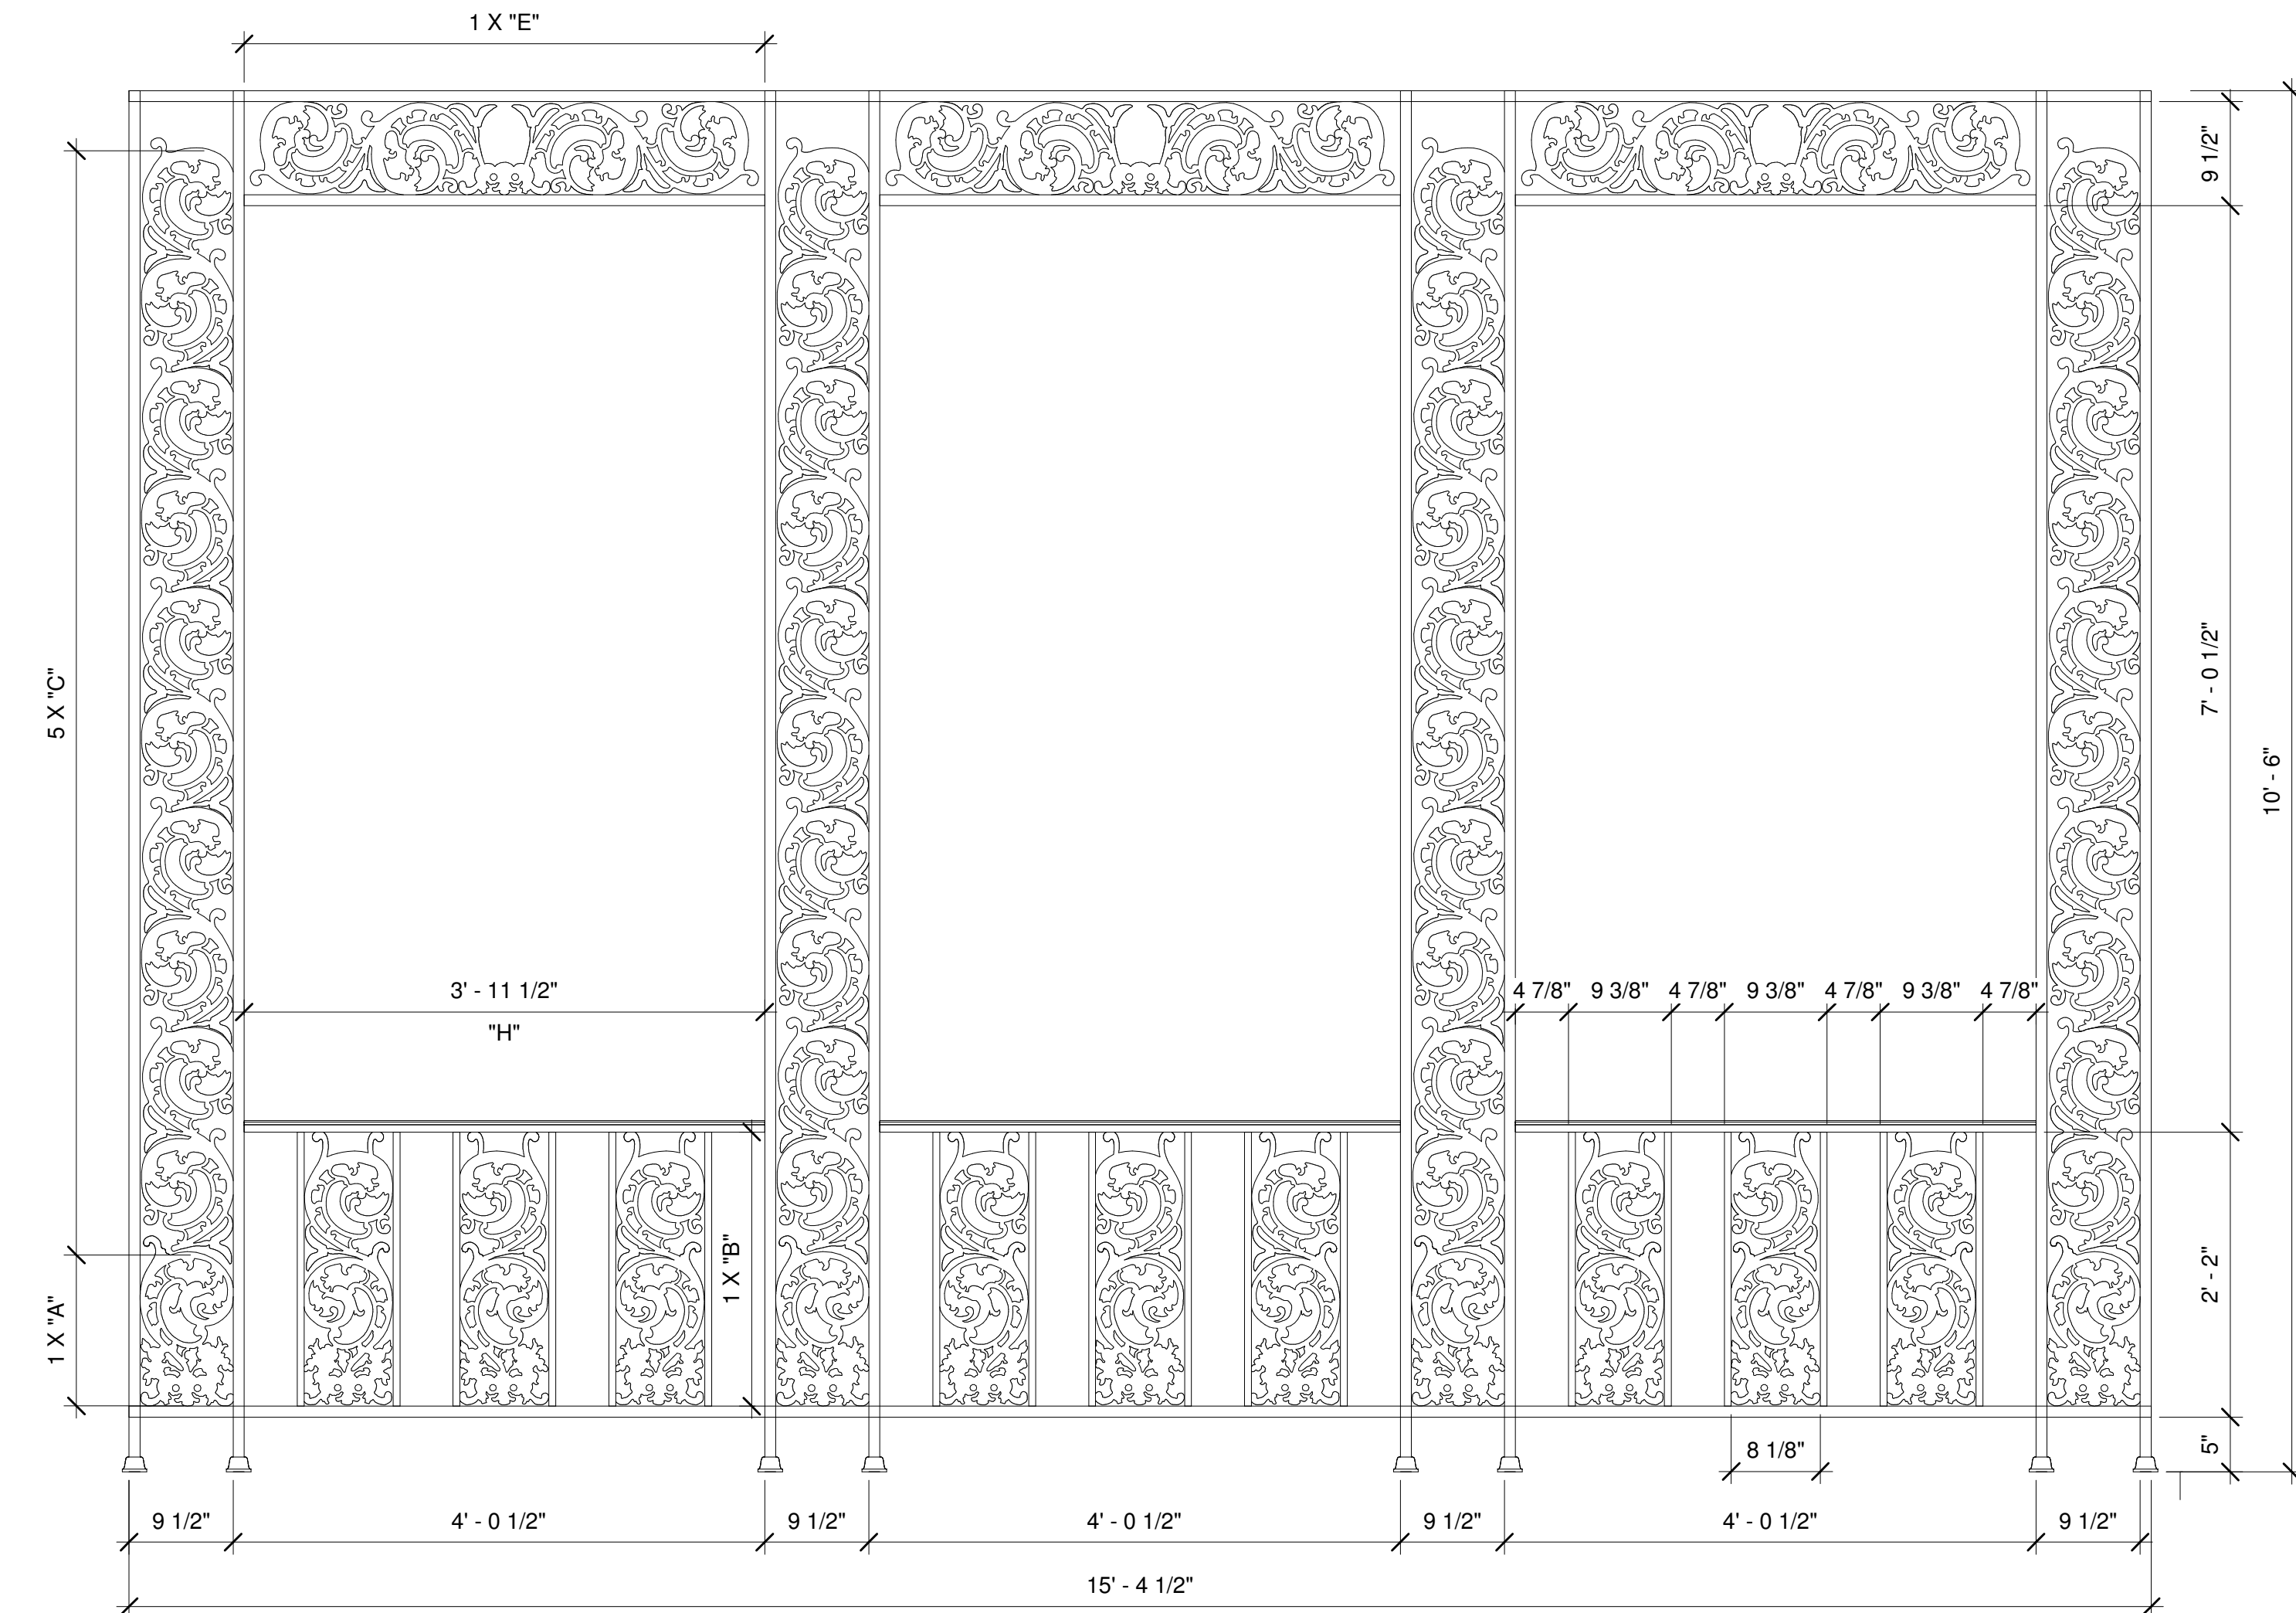 1 X "E"
9 1/2"
5 X "C"
7' - 0 1/2"
10' - 6"
3' - 11 1/2"
"H"
4 7/8" 9 3/8" 4 7/8" 9 3/8" 4 7/8" 9 3/8" 4 7/8"
1 X "B"
1 X "A"
2' - 2"
8 1/8"
5"
9 1/2" 4' - 0 1/2" 9 1/2" 4' - 0 1/2" 9 1/2" 4' - 0 1/2" 9 1/2"
15' - 4 1/2"